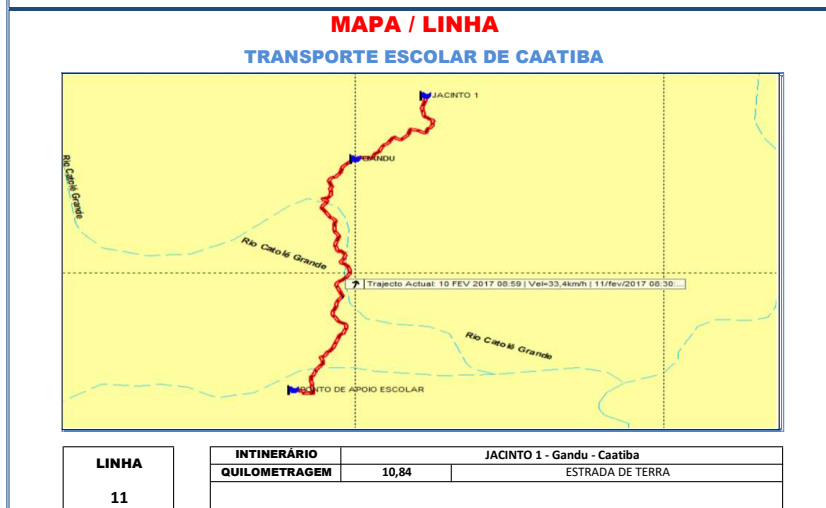 MAPA / LINHA
TRANSPORTE ESCOLAR DE CAATIBA
JACINTO 1
GANDU
Rio Catolé Grande
Rio Catolé Grande
Trajecto Actual: 10 FEV 2017 08:59 | Vel=33,4km/h | 11/fev/2017 08:30:...
Rio Catolé Grande
PONTO DE APOIO ESCOLAR
LINHA
11
INTINERÁRIO JACINTO 1 - Gandu - Caatiba
QUILOMETRAGEM 10,84 ESTRADA DE TERRA